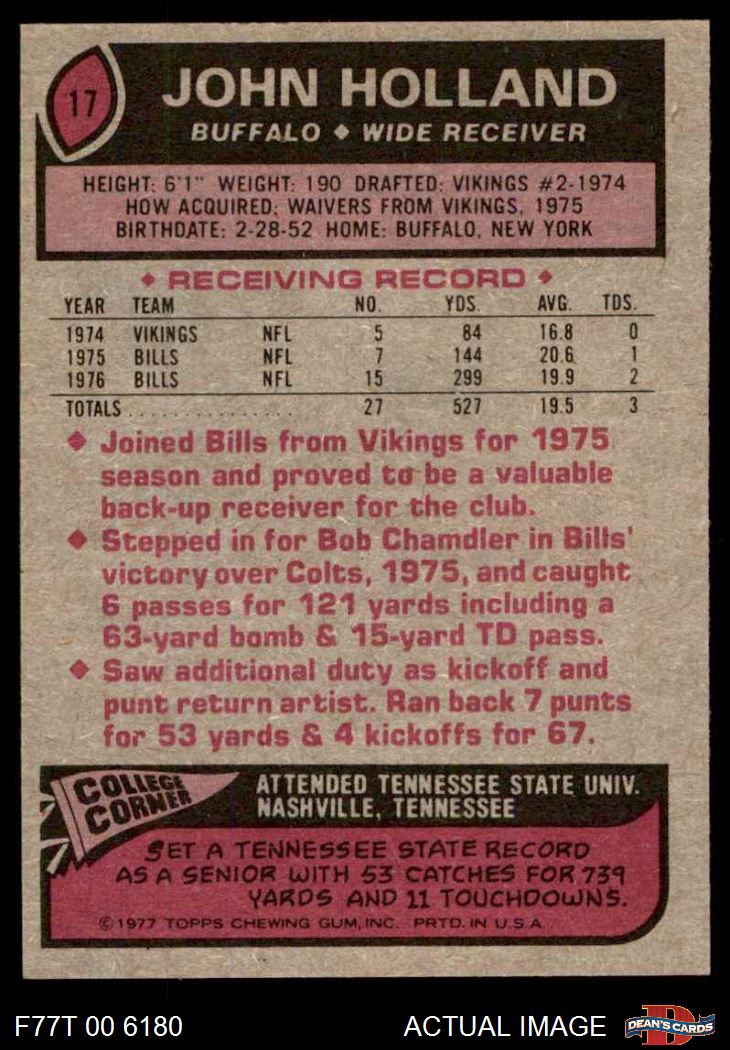 17
JOHN HOLLAND
BUFFALO ◆ WIDE RECEIVER
HEIGHT: 6'1" WEIGHT: 190 DRAFTED: VIKINGS #2-1974
HOW ACQUIRED: WAIVERS FROM VIKINGS, 1975
BIRTHDATE: 2-28-52 HOME: BUFFALO, NEW YORK
◆ RECEIVING RECORD ◆
YEAR TEAM NO. YDS. AVG. TDS.
1974 VIKINGS NFL 5 84 16.8 0
1975 BILLS NFL 7 144 20.6 1
1976 BILLS NFL 15 299 19.9 2
TOTALS ................ 27 527 19.5 3
◆ Joined Bills from Vikings for 1975
season and proved to be a valuable
back-up receiver for the club.
◆ Stepped in for Bob Chamdler in Bills'
victory over Colts, 1975, and caught
6 passes for 121 yards including a
63-yard bomb & 15-yard TD pass.
◆ Saw additional duty as kickoff and
punt return artist. Ran back 7 punts
for 53 yards & 4 kickoffs for 67.
COLLEGE
CORNER
ATTENDED TENNESSEE STATE UNIV.
NASHVILLE, TENNESSEE
SET A TENNESSEE STATE RECORD
AS A SENIOR WITH 53 CATCHES FOR 739
YARDS AND 11 TOUCHDOWNS.
©1977 TOPPS CHEWING GUM, INC. PRTD. IN U.S.A.
F77T 00 6180
ACTUAL IMAGE
D
DEAN'S CARDS